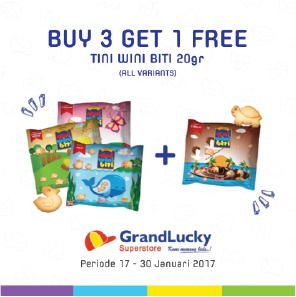 BUY 3 GET 1 FREE
TINI WINI BITI 20gr
(ALL VARIANTS)
+
GrandLucky
Superstore
Periode 17 - 30 Januari 2017